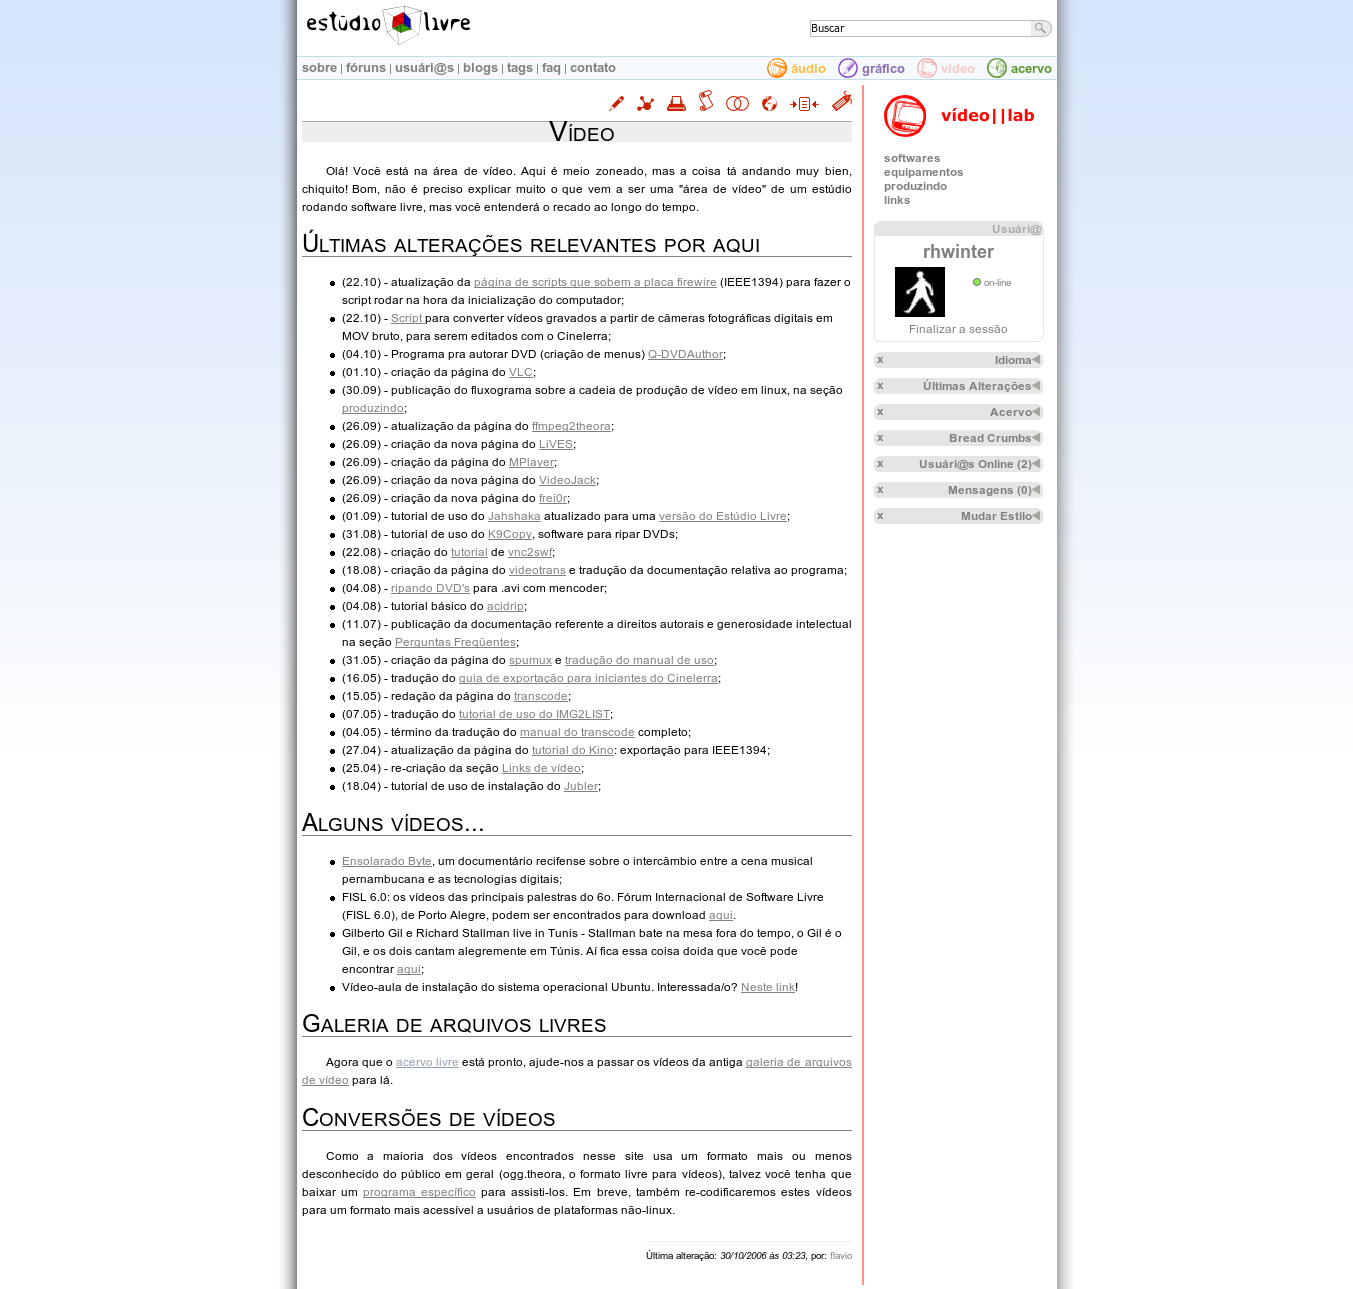 estúdio livre
Buscar
sobre | fóruns | usuári@s | blogs | tags | faq | contato
áudio gráfico vídeo acervo
Vídeo
Olá! Você está na área de vídeo. Aqui é meio zoneado, mas a coisa tá andando muy bien,
chiquito! Bom, não é preciso explicar muito o que vem a ser uma "área de vídeo" de um estúdio
rodando software livre, mas você entenderá o recado ao longo do tempo.
Últimas alterações relevantes por aqui
(22.10) - atualização da página de scripts que sobem a placa firewire (IEEE1394) para fazer o
script rodar na hora da inicialização do computador;
(22.10) - Script para converter vídeos gravados a partir de câmeras fotográficas digitais em
MOV bruto, para serem editados com o Cinelerra;
(04.10) - Programa pra autorar DVD (criação de menus) Q-DVDAuthor;
(01.10) - criação da página do VLC;
(30.09) - publicação do fluxograma sobre a cadeia de produção de vídeo em linux, na seção
produzindo;
(26.09) - atualização da página do ffmpeg2theora;
(26.09) - criação da nova página do LiVES;
(26.09) - criação da página do MPlayer;
(26.09) - criação da nova página do VideoJack;
(26.09) - criação da nova página do frei0r;
(01.09) - tutorial de uso do Jahshaka atualizado para uma versão do Estúdio Livre;
(31.08) - tutorial de uso do K9Copy, software para ripar DVDs;
(22.08) - criação do tutorial de vnc2swf;
(18.08) - criação da página do videotrans e tradução da documentação relativa ao programa;
(04.08) - ripando DVD's para .avi com mencoder;
(04.08) - tutorial básico do acidrip;
(11.07) - publicação da documentação referente a direitos autorais e generosidade intelectual
na seção Perguntas Freqüentes;
(31.05) - criação da página do spumux e tradução do manual de uso;
(16.05) - tradução do guia de exportação para iniciantes do Cinelerra;
(15.05) - redação da página do transcode;
(07.05) - tradução do tutorial de uso do IMG2LIST;
(04.05) - término da tradução do manual do transcode completo;
(27.04) - atualização da página do tutorial do Kino: exportação para IEEE1394;
(25.04) - re-criação da seção Links de vídeo;
(18.04) - tutorial de uso de instalação do Jubler;
Alguns vídeos...
Ensolarado Byte, um documentário recifense sobre o intercâmbio entre a cena musical
pernambucana e as tecnologias digitais;
FISL 6.0: os vídeos das principais palestras do 6o. Fórum Internacional de Software Livre
(FISL 6.0), de Porto Alegre, podem ser encontrados para download aqui.
Gilberto Gil e Richard Stallman live in Tunis - Stallman bate na mesa fora do tempo, o Gil é o
Gil, e os dois cantam alegremente em Túnis. Aí fica essa coisa doida que você pode
encontrar aqui;
Vídeo-aula de instalação do sistema operacional Ubuntu. Interessada/o? Neste link!
Galeria de arquivos livres
Agora que o acervo livre está pronto, ajude-nos a passar os vídeos da antiga galeria de arquivos
de vídeo para lá.
Conversões de vídeos
Como a maioria dos vídeos encontrados nesse site usa um formato mais ou menos
desconhecido do público em geral (ogg.theora, o formato livre para vídeos), talvez você tenha que
baixar um programa específico para assisti-los. Em breve, também re-codificaremos estes vídeos
para um formato mais acessível a usuários de plataformas não-linux.
Última alteração: 30/10/2006 às 03:23, por: flavio
vídeo||lab
softwares
equipamentos
produzindo
links
Usuári@
rhwinter
on-line
Finalizar a sessão
x Idioma
x Últimas Alterações
x Acervo
x Bread Crumbs
x Usuári@s Online (2)
x Mensagens (0)
x Mudar Estilo